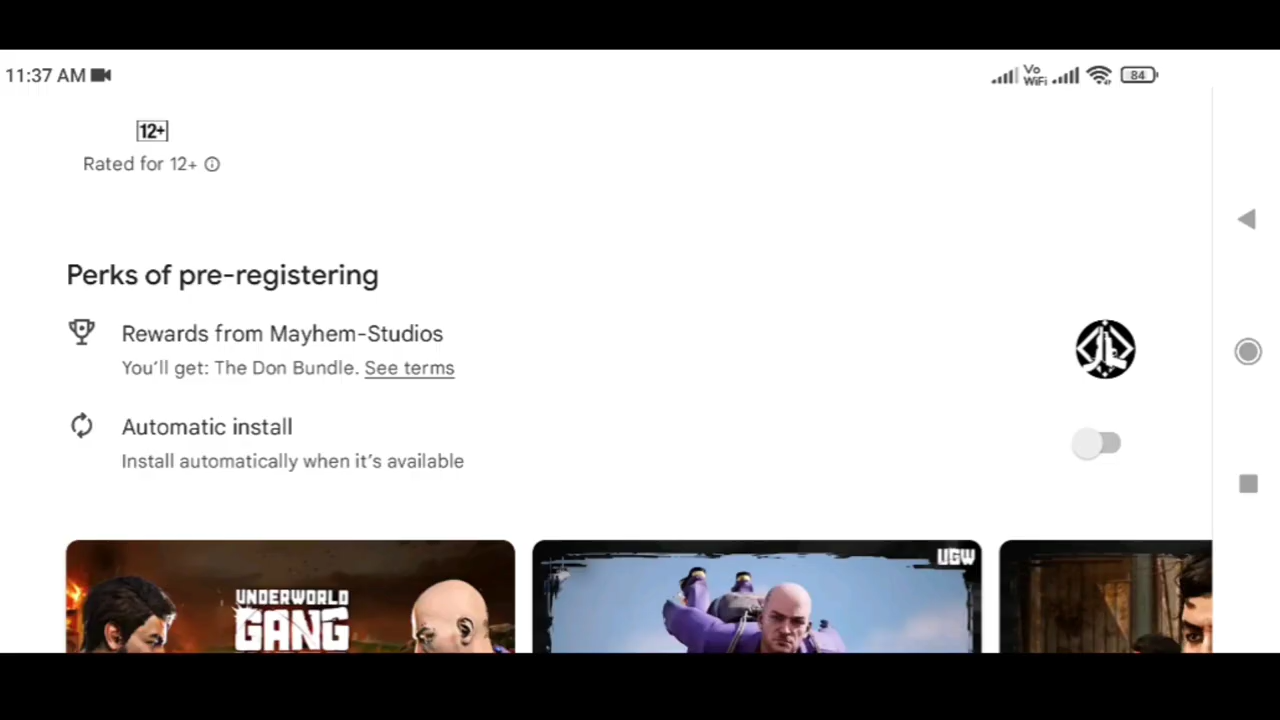 11:37 AM
Vo
WiFi
84
12+
Rated for 12+
Perks of pre-registering
Rewards from Mayhem-Studios
You'll get: The Don Bundle. See terms
Automatic install
Install automatically when it's available
UNDERWORLD
GANG
UGW